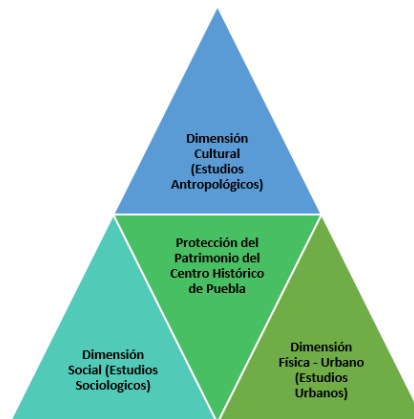 Dimensión
Cultural
(Estudios
Antropológicos)
Protección del
Patrimonio del
Centro Histórico
de Puebla
Dimensión
Social (Estudios
Sociologicos)
Dimensión
Física - Urbano
(Estudios
Urbanos)